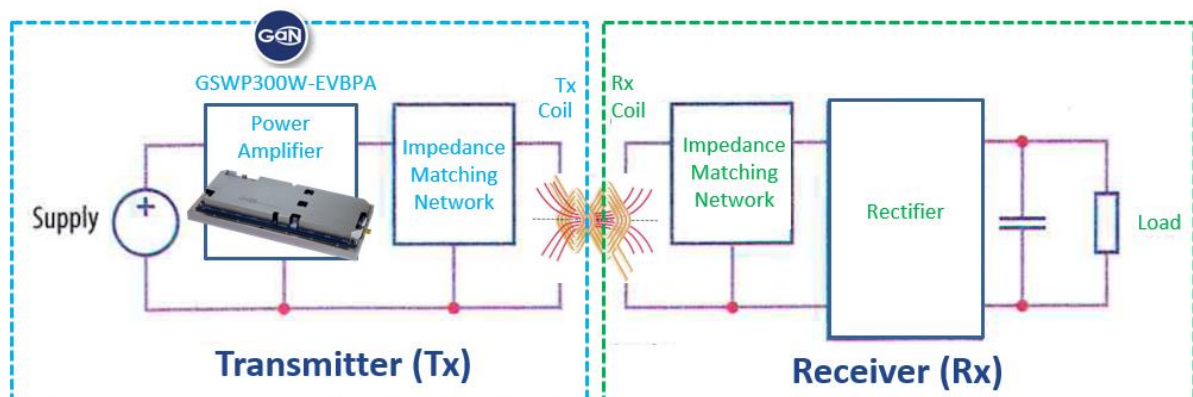 GaN
GSWP300W-EVBPA
Power
Amplifier
Impedance
Matching
Network
Tx
Coil
Supply
+
Transmitter (Tx)
Rx
Coil
Impedance
Matching
Network
Rectifier
Load
Receiver (Rx)